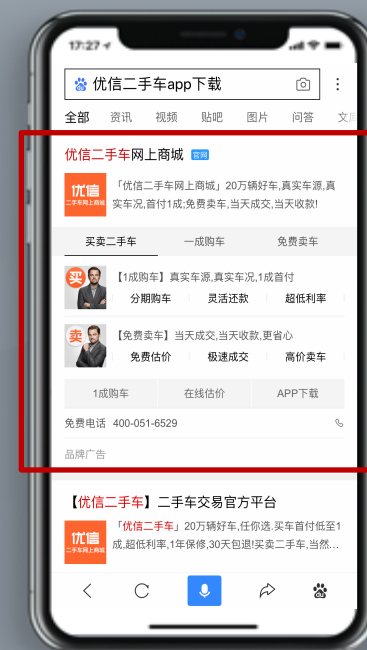 17:27
优信二手车app下载
全部 资讯 视频 贴吧 图片 问答 文
优信二手车网上商城 官网
优信
二手车网上商城
「优信二手车网上商城」20万辆好车,真实车源,真
实车况,首付1成;免费卖车,当天成交,当天收款!
买卖二手车 一成购车 免费卖车
买
【1成购车】真实车源,真实车况,1成首付
分期购车 灵活还款 超低利率
卖
【免费卖车】当天成交,当天收款,更省心
免费估价 极速成交 高价卖车
1成购车 在线估价 APP下载
免费电话 400-051-6529
品牌广告
【优信二手车】二手车交易官方平台
优信
二手车网上商城
「优信二手车」20万辆好车,任你选.买车首付低至1
成,超低利率,1年保修,30天包退!买卖二手车,当然...